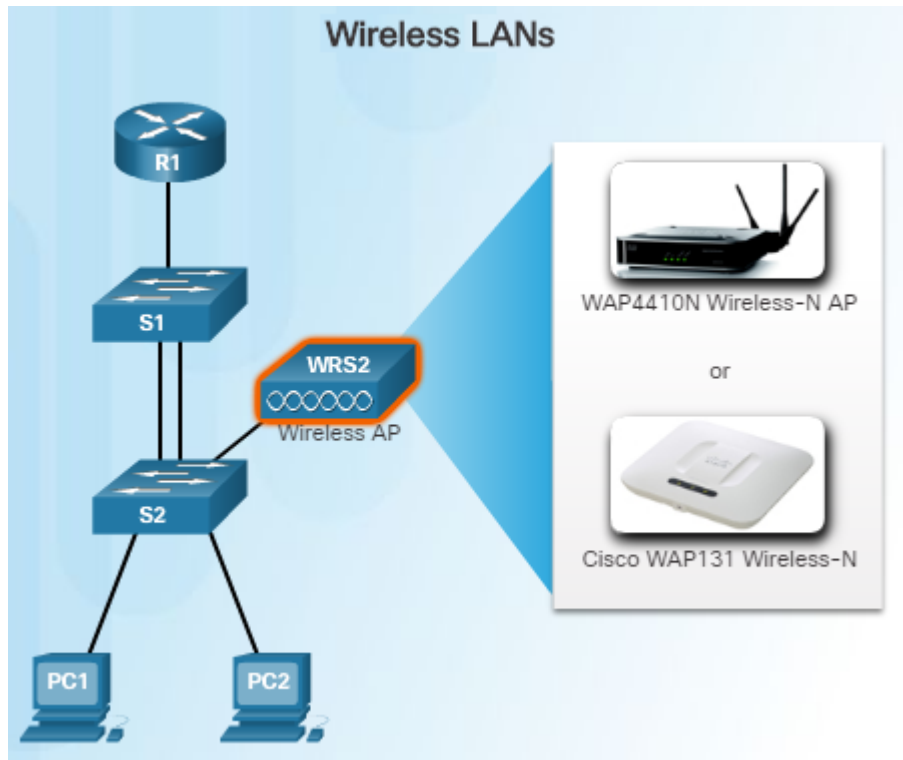 Wireless LANs
R1
S1
WRS2
Wireless AP
S2
PC1
PC2
WAP4410N Wireless-N AP
or
Cisco WAP131 Wireless-N